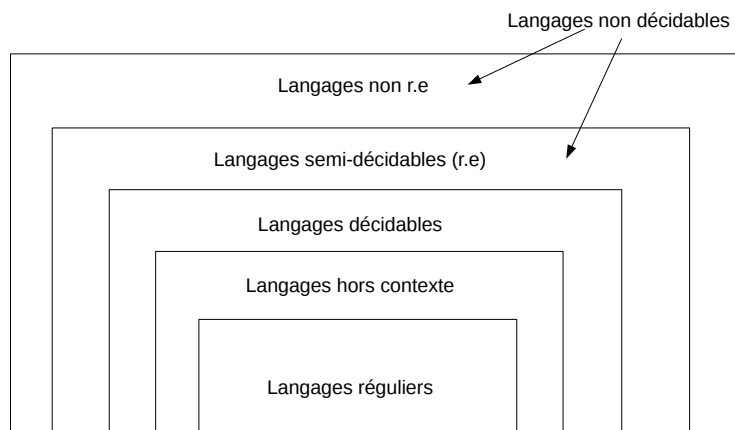 Langages non décidables
Langages non r.e
Langages semi-décidables (r.e)
Langages décidables
Langages hors contexte
Langages réguliers